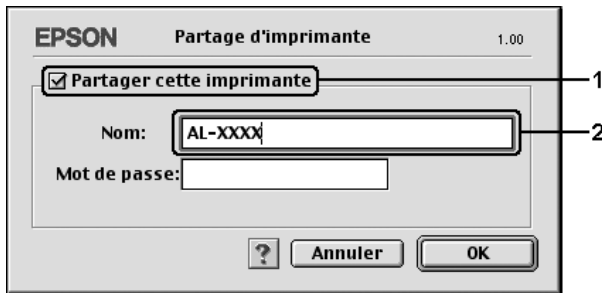 EPSON Partage d'imprimante 1.00
Partager cette imprimante 1
Nom: AL-XXXX 2
Mot de passe:
? Annuler OK